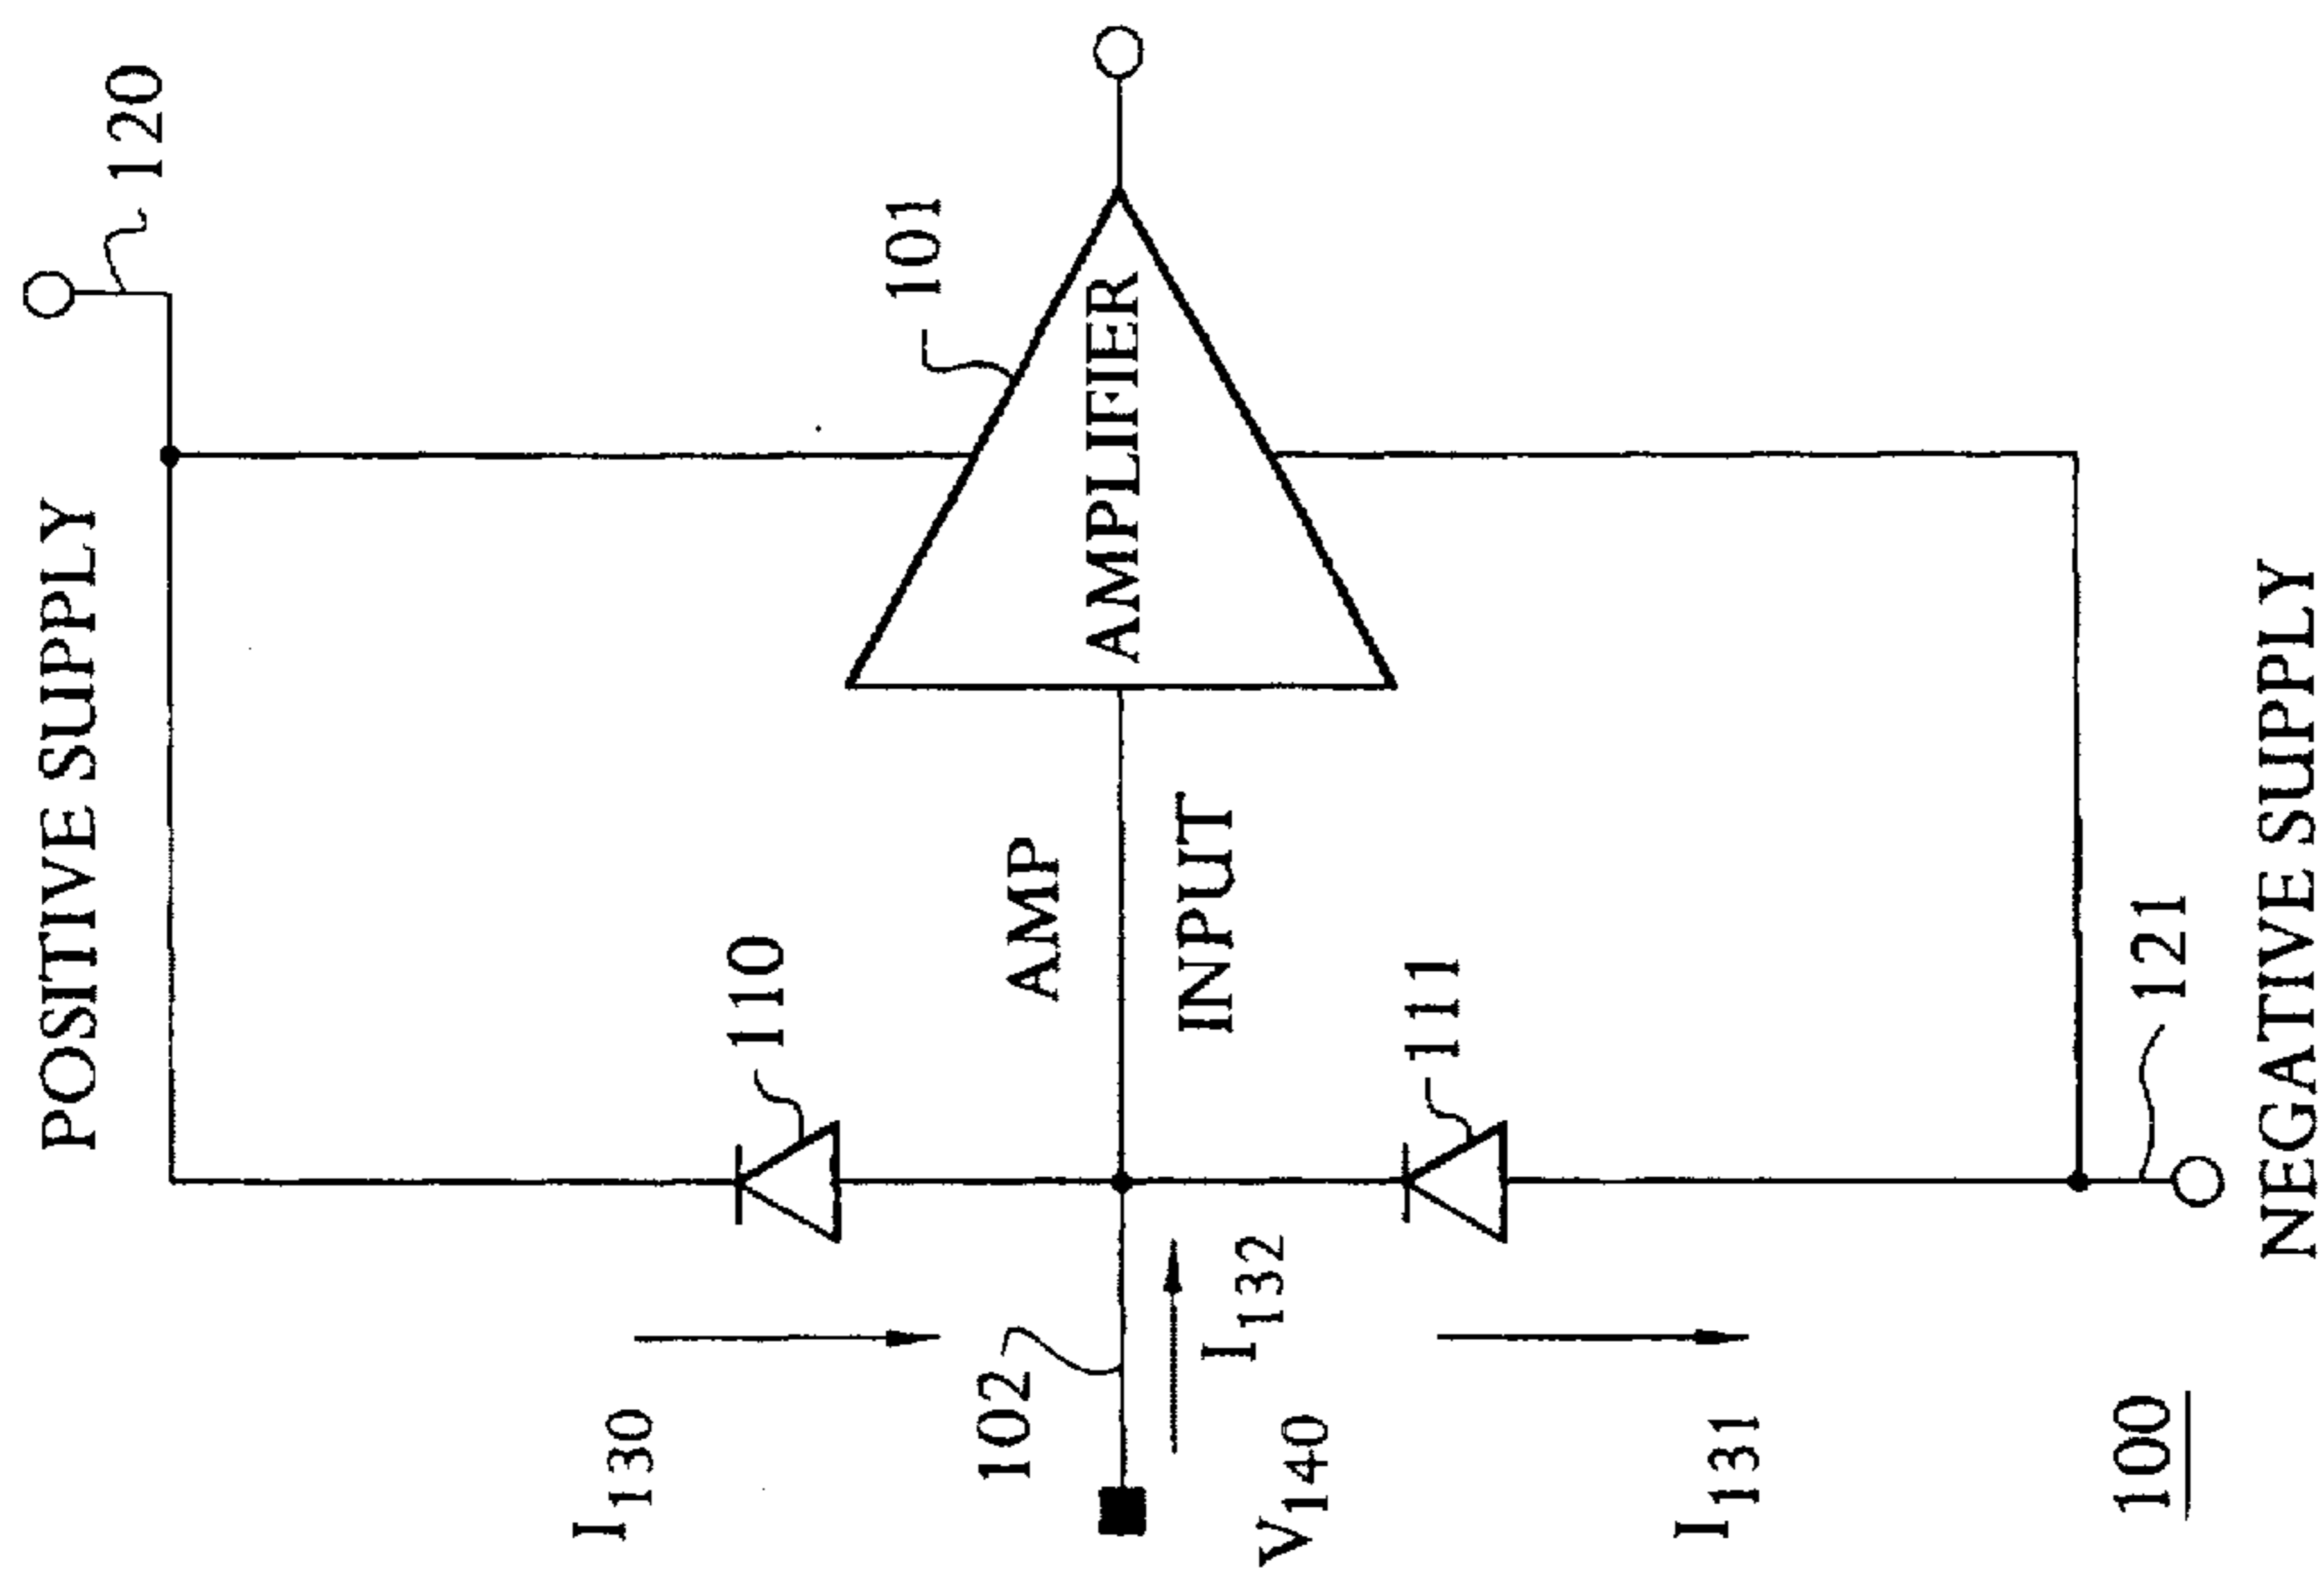 POSITIVE SUPPLY
120
101
AMPLIFIER
110
AMP
INPUT
111
I130
102
I132
V140
I131
121
100
NEGATIVE SUPPLY